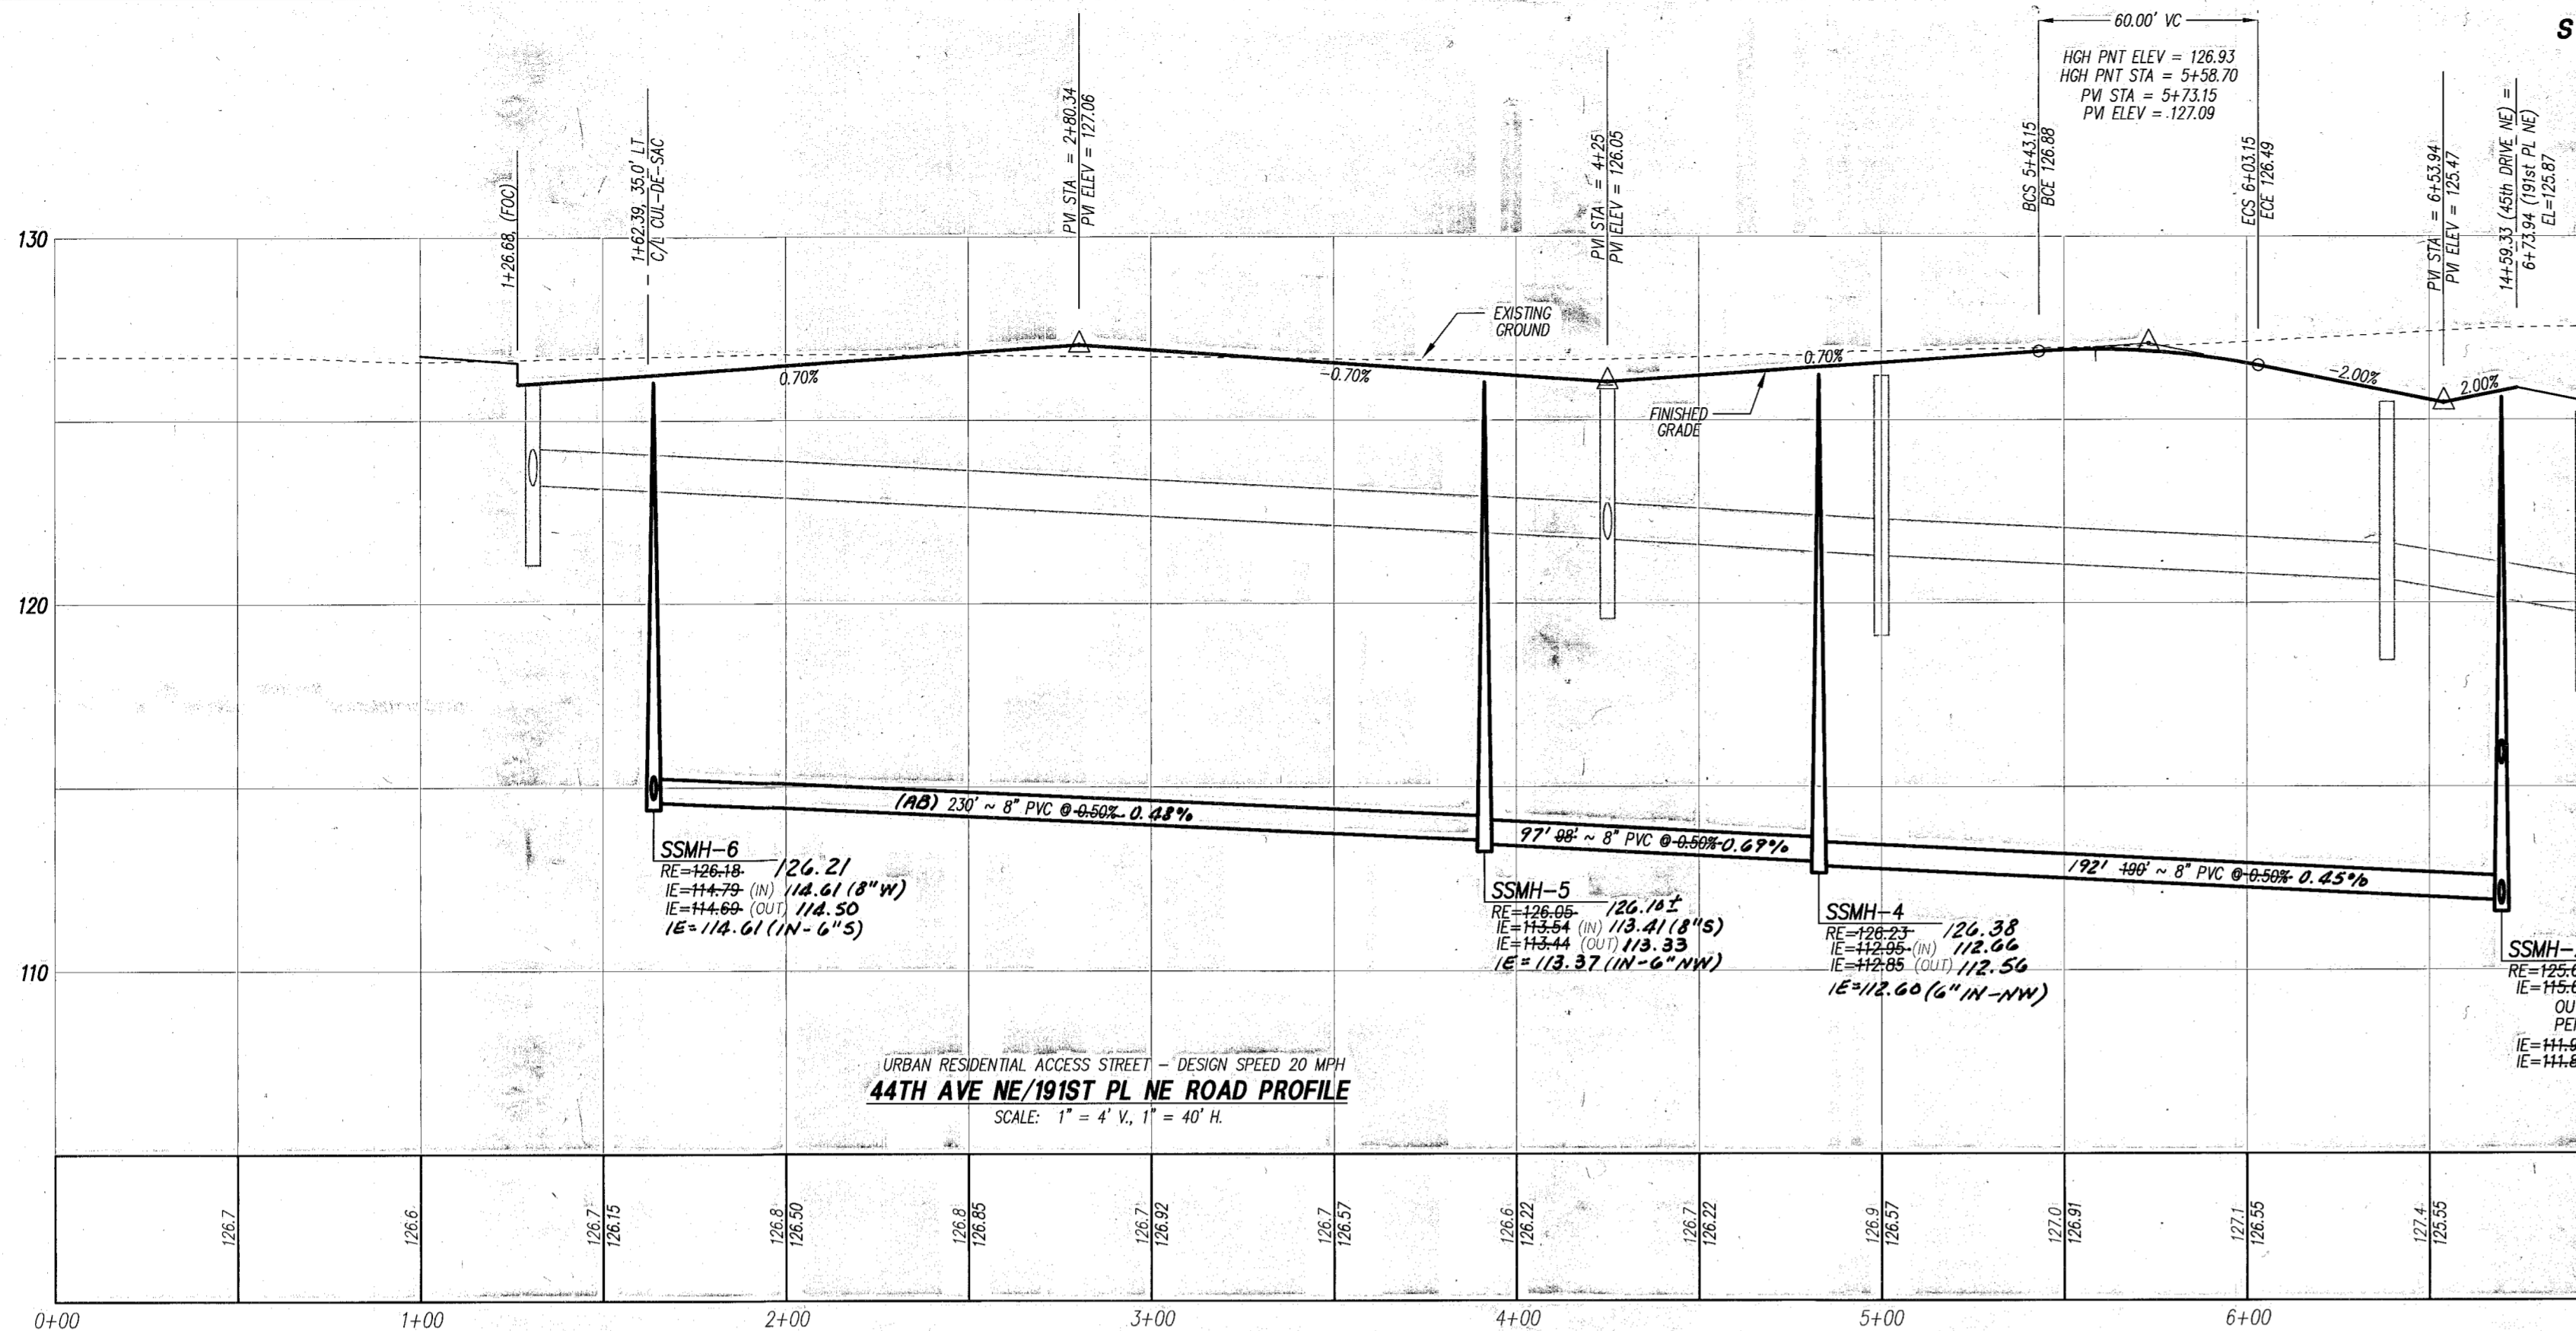 60.00' VC
S
HGH PNT ELEV = 126.93
HGH PNT STA = 5+58.70
PVI STA = 5+73.15
PVI ELEV = 127.09
1+26.68, (FOC)
1+62.39, 35.0' LT
C/L CUL-DE-SAC
PVI STA = 2+80.34
PVI ELEV = 127.06
PVI STA = 4+25
PVI ELEV = 126.05
BCS 5+43.15
BCE 126.88
ECS 6+03.15
ECE 126.49
PVI STA = 6+53.94
PVI ELEV = 125.47
14+59.33 (45th DRIVE NE) =
6+73.94 (191st PL NE)
EL=125.87
130
EXISTING
GROUND
0.70%
-0.70%
0.70%
-2.00%
2.00%
FINISHED
GRADE
120
(AB) 230' ~ 8" PVC @ 0.50% 0.48%
97' 98' ~ 8" PVC @ 0.50% 0.69%
192' 190' ~ 8" PVC @ 0.50% 0.45%
SSMH-6
RE=126.18 126.21
IE=114.79 (IN) 114.61 (8"W)
IE=114.69 (OUT) 114.50
IE=114.61 (IN-6"S)
SSMH-5
RE=126.05 126.10±
IE=113.54 (IN) 113.41 (8"S)
IE=113.44 (OUT) 113.33
IE=113.37 (IN-6"NW)
SSMH-4
RE=126.23 126.38
IE=112.95 (IN) 112.66
IE=112.85 (OUT) 112.56
IE=112.60 (6" IN-NW)
SSMH-
RE=125.6
IE=115.6
OU
PE
IE=111.9
IE=111.8
110
URBAN RESIDENTIAL ACCESS STREET - DESIGN SPEED 20 MPH
44TH AVE NE/191ST PL NE ROAD PROFILE
SCALE: 1" = 4' V., 1" = 40' H.
126.7
126.6
126.7 126.15
126.8 126.50
126.8 126.85
126.7 126.92
126.7 126.57
126.6 126.22
126.7 126.22
126.9 126.57
127.0 126.91
127.1 126.55
127.4 125.55
0+00 1+00 2+00 3+00 4+00 5+00 6+00